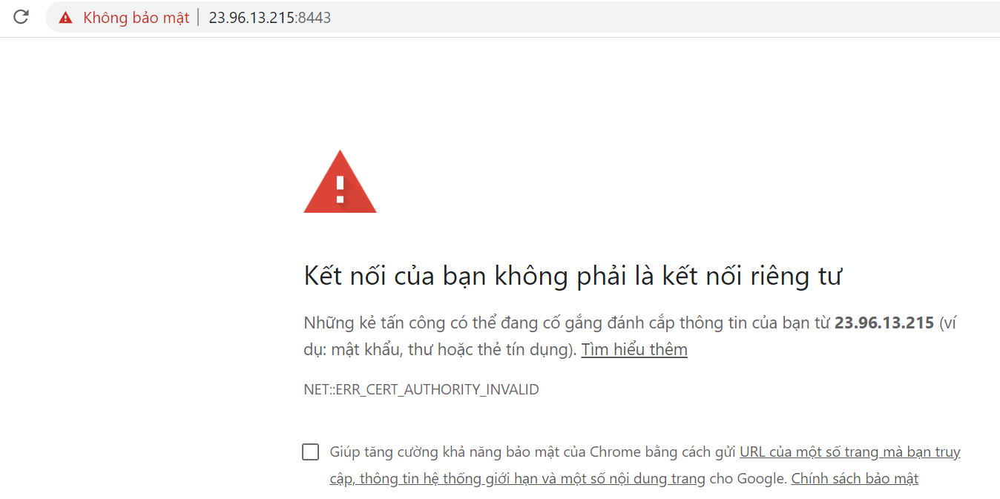 Không bảo mật | 23.96.13.215:8443
Kết nối của bạn không phải là kết nối riêng tư
Những kẻ tấn công có thể đang cố gắng đánh cắp thông tin của bạn từ 23.96.13.215 (ví
dụ: mật khẩu, thư hoặc thẻ tín dụng). Tìm hiểu thêm
NET::ERR_CERT_AUTHORITY_INVALID
Giúp tăng cường khả năng bảo mật của Chrome bằng cách gửi URL của một số trang mà bạn truy
cập, thông tin hệ thống giới hạn và một số nội dung trang cho Google. Chính sách bảo mật